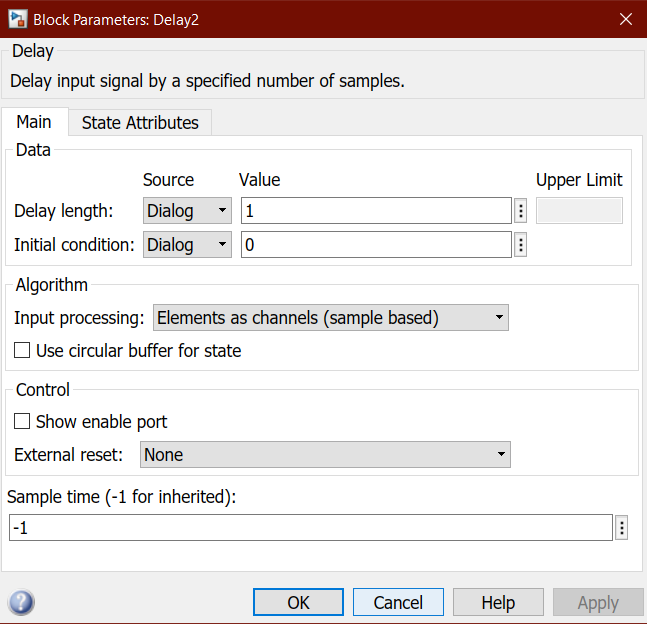 Block Parameters: Delay2
Delay
Delay input signal by a specified number of samples.
Main State Attributes
Data
Source Value Upper Limit
Delay length: Dialog 1
Initial condition: Dialog 0
Algorithm
Input processing: Elements as channels (sample based)
Use circular buffer for state
Control
Show enable port
External reset: None
Sample time (-1 for inherited):
-1
? OK Cancel Help Apply